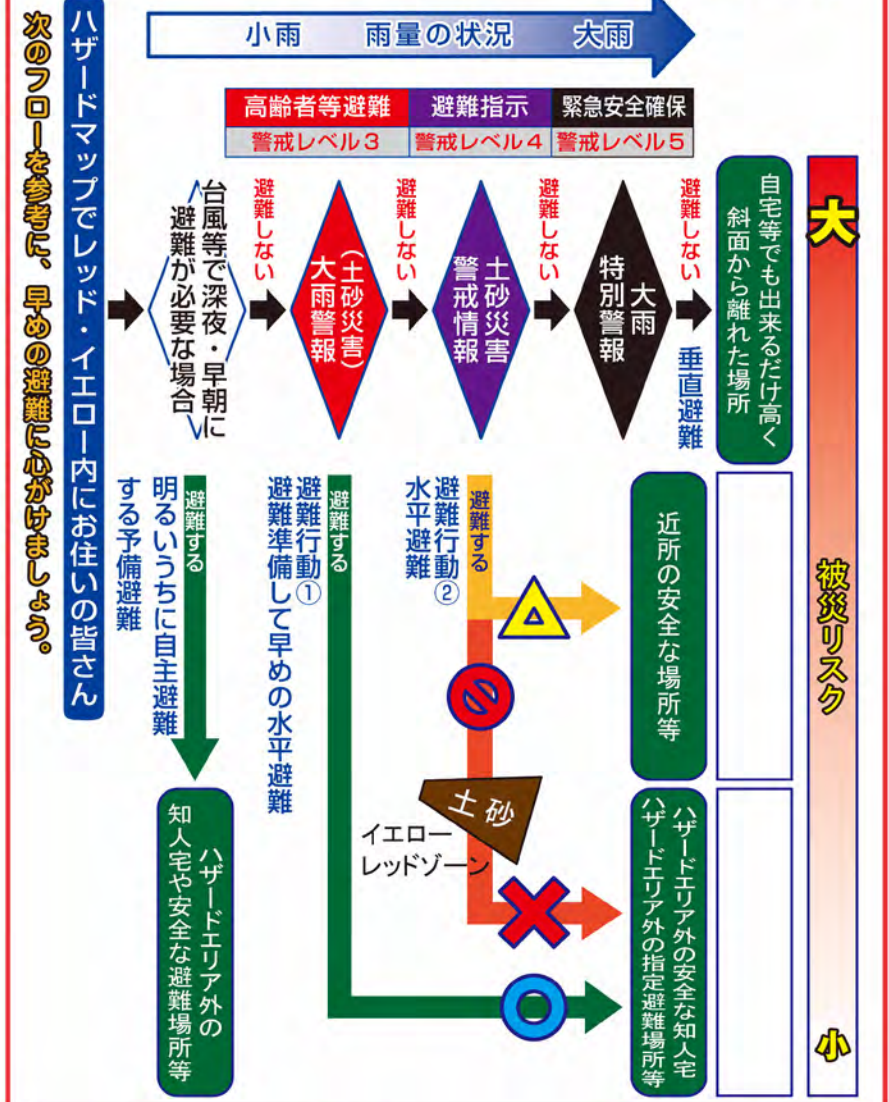 次のフローを参考に、早めの避難に心がけましょう。
ハザードマップでレッド・イエロー内にお住いの皆さん
小雨 雨量の状況 大雨
高齢者等避難 避難指示 緊急安全確保
警戒レベル3 警戒レベル4 警戒レベル5
台風等で深夜・早朝に
避難が必要な場合
避難しない
(土砂災害)
大雨警報
避難しない
土砂災害
警戒情報
避難しない
大雨
特別警報
避難しない
垂直避難
自宅等でも出来るだけ高く
斜面から離れた場所
避難する
明るいうちに自主避難
する予備避難
ハザードエリア外の
知人宅や安全な避難場所等
避難する
避難行動①
避難準備して早めの水平避難
避難する
避難行動②
水平避難
近所の安全な場所等
土砂
イエロー
レッドゾーン
ハザードエリア外の安全な知人宅
ハザードエリア外の指定避難場所等
大
被災リスク
小